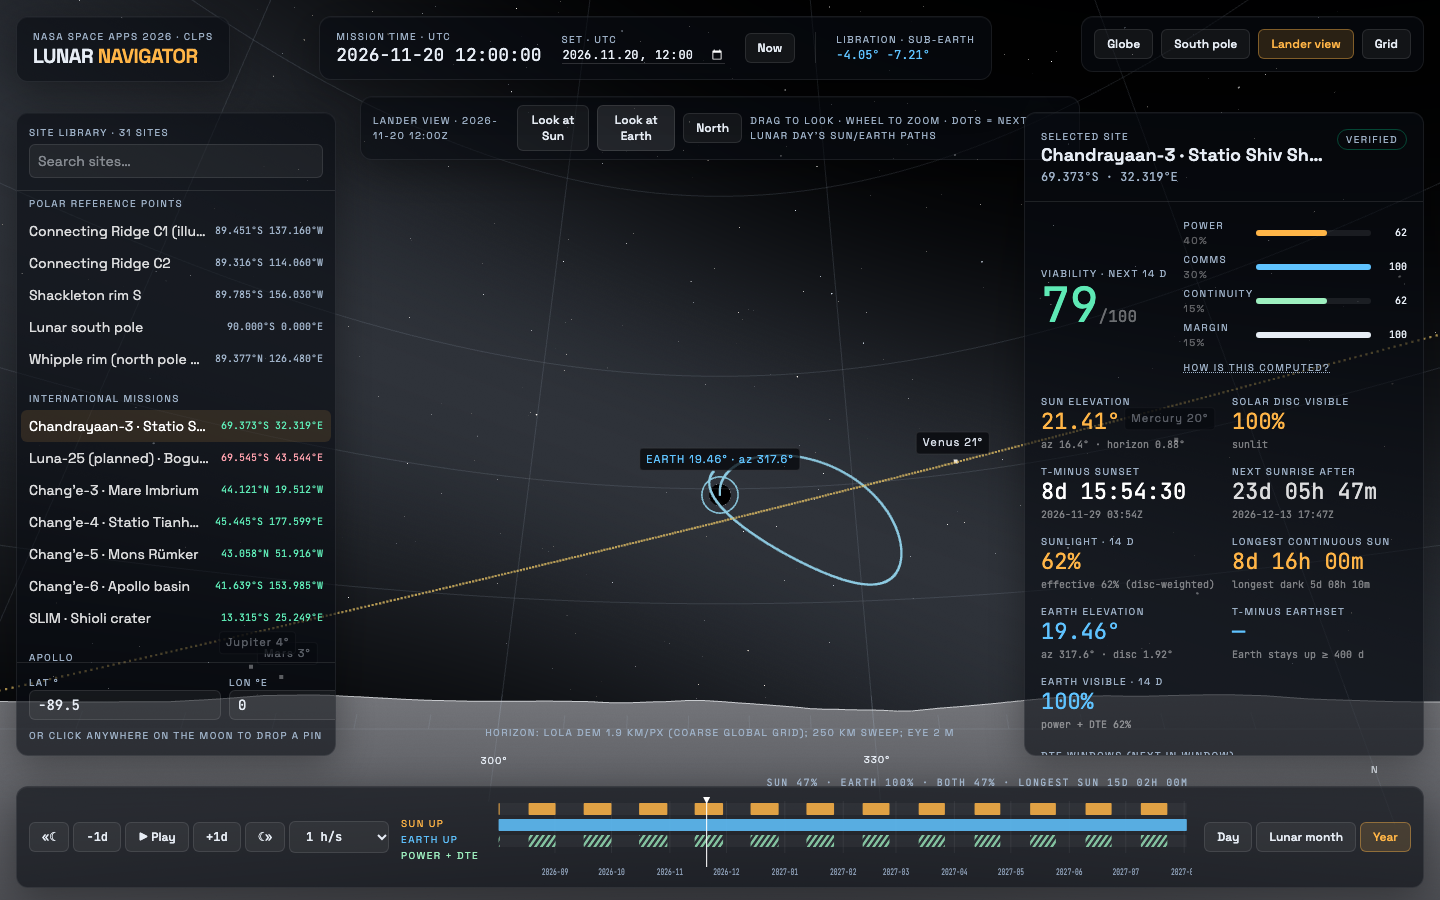 NASA SPACE APPS 2026 · CLPS
LUNAR NAVIGATOR
MISSION TIME · UTC
2026-11-20 12:00:00
SET · UTC
2026.11.20, 12:00
Now
LIBRATION · SUB-EARTH
-4.05° -7.21°
Globe
South pole
Lander view
Grid
LANDER VIEW · 2026-
11-20 12:00Z
Look at
Sun
Look at
Earth
North
DRAG TO LOOK · WHEEL TO ZOOM · DOTS = NEXT
LUNAR DAY'S SUN/EARTH PATHS
SITE LIBRARY · 31 SITES
Search sites…
POLAR REFERENCE POINTS
Connecting Ridge C1 (illu… 89.451°S 137.160°W
Connecting Ridge C2 89.316°S 114.060°W
Shackleton rim S 89.785°S 156.030°W
Lunar south pole 90.000°S 0.000°E
Whipple rim (north pole … 89.377°N 126.480°E
INTERNATIONAL MISSIONS
Chandrayaan-3 · Statio S… 69.373°S 32.319°E
Luna-25 (planned) · Bogu… 69.545°S 43.544°E
Chang'e-3 · Mare Imbrium 44.121°N 19.512°W
Chang'e-4 · Statio Tianh… 45.445°S 177.599°E
Chang'e-5 · Mons Rümker 43.058°N 51.916°W
Chang'e-6 · Apollo basin 41.639°S 153.985°W
SLIM · Shioli crater 13.315°S 25.249°E
APOLLO
Jupiter 4°
Mars 3°
LAT °
LON °E
-89.5
0
OR CLICK ANYWHERE ON THE MOON TO DROP A PIN
EARTH 19.46° · az 317.6°
Venus 21°
Mercury 20°
HORIZON: LOLA DEM 1.9 KM/PX (COARSE GLOBAL GRID); 250 KM SWEEP; EYE 2 M
300°
330°
N
SELECTED SITE
VERIFIED
Chandrayaan-3 · Statio Shiv Sh…
69.373°S · 32.319°E
VIABILITY · NEXT 14 D
79/100
POWER
40%
62
COMMS
30%
100
CONTINUITY
15%
62
MARGIN
15%
100
HOW IS THIS COMPUTED?
SUN ELEVATION
21.41°
az 16.4° · horizon 0.88°
SOLAR DISC VISIBLE
100%
sunlit
T-MINUS SUNSET
8d 15:54:30
2026-11-29 03:54Z
NEXT SUNRISE AFTER
23d 05h 47m
2026-12-13 17:47Z
SUNLIGHT · 14 D
62%
effective 62% (disc-weighted)
LONGEST CONTINUOUS SUN
8d 16h 00m
longest dark 5d 08h 10m
EARTH ELEVATION
19.46°
az 317.6° · disc 1.92°
T-MINUS EARTHSET
—
Earth stays up ≥ 400 d
EARTH VISIBLE · 14 D
100%
power + DTE 62%
DTE WINDOWS (NEXT IN WINDOW)
SUN 47% · EARTH 100% · BOTH 47% · LONGEST SUN 15D 02H 00M
«☾
-1d
▶ Play
+1d
☾»
1 h/s
SUN UP
EARTH UP
POWER + DTE
2026-09 2026-10 2026-11 2026-12 2027-01 2027-02 2027-03 2027-04 2027-05 2027-06 2027-07 2027-
Day
Lunar month
Year